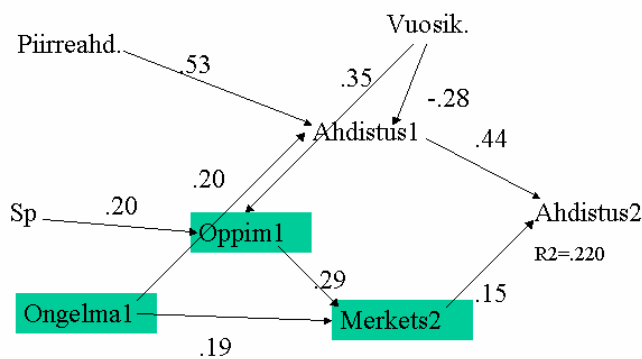 Vuosik.
Piirreahd.
.53
.35
-.28
Ahdistus1
.44
.20
Sp
.20
Oppim1
Ahdistus2
R2=.220
.29
.15
Ongelma1
Merkets2
.19